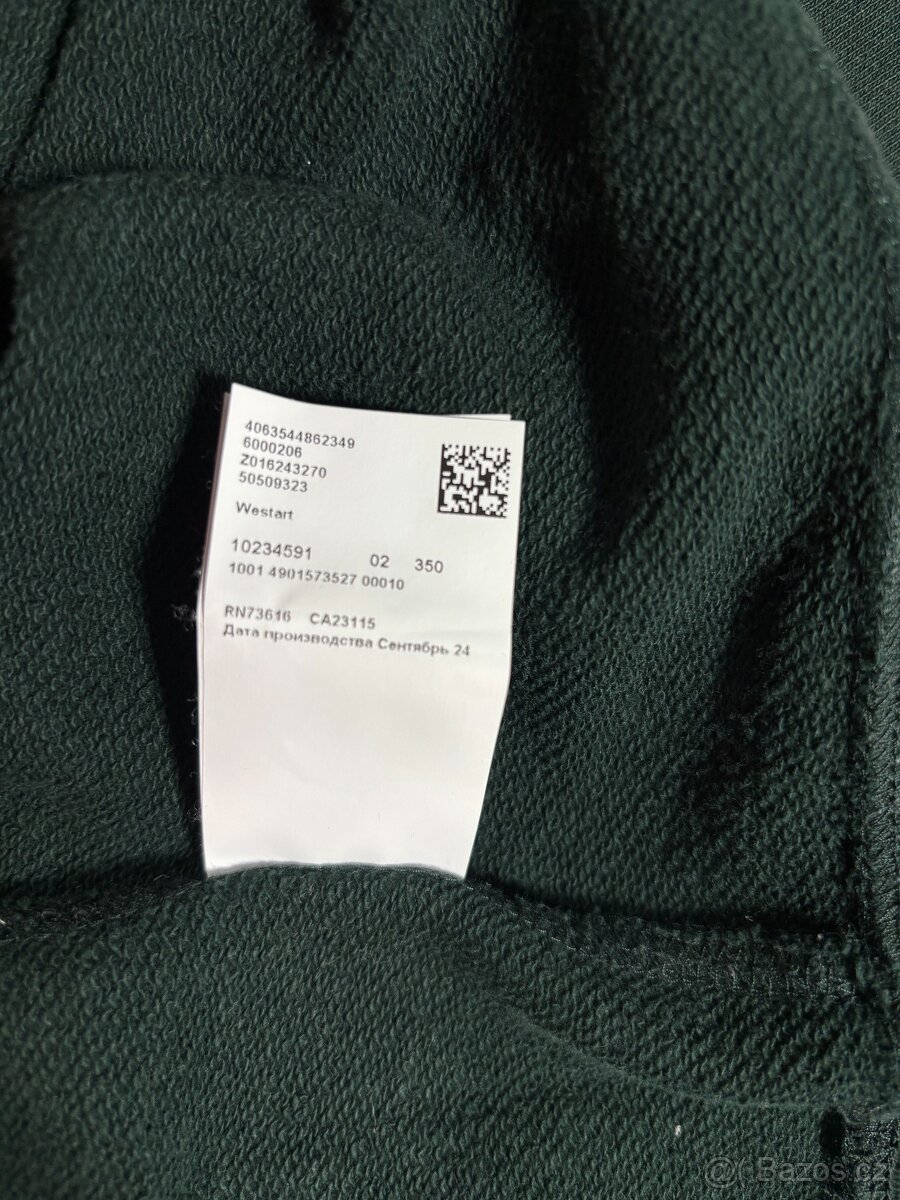 4063544862349
6000206
Z016243270
50509323
Westart
10234591 02 350
1001 4901573527 00010
RN73616 CA23115
Дата производства Сентябрь 24
@ Bazos.cz